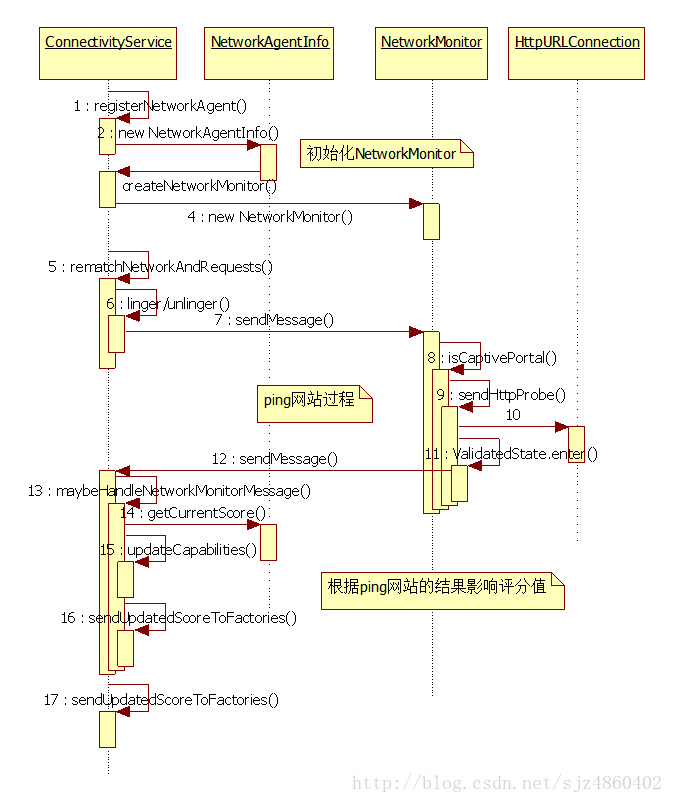 ConnectivityService
NetworkAgentInfo
NetworkMonitor
HttpURLConnection
1 : registerNetworkAgent()
2 : new NetworkAgentInfo()
初始化NetworkMonitor
createNetworkMonitor()
4 : new NetworkMonitor()
5 : rematchNetworkAndRequests()
6 : linger/unlinger()
7 : sendMessage()
8 : isCaptivePortal()
9 : sendHttpProbe()
ping网站过程
10
11 : ValidatedState.enter()
12 : sendMessage()
13 : maybeHandleNetworkMonitorMessage()
14 : getCurrentScore()
15 : updateCapabilities()
根据ping网站的结果影响评分值
16 : sendUpdatedScoreToFactories()
17 : sendUpdatedScoreToFactories()
http://blog.csdn.net/sjz4860402